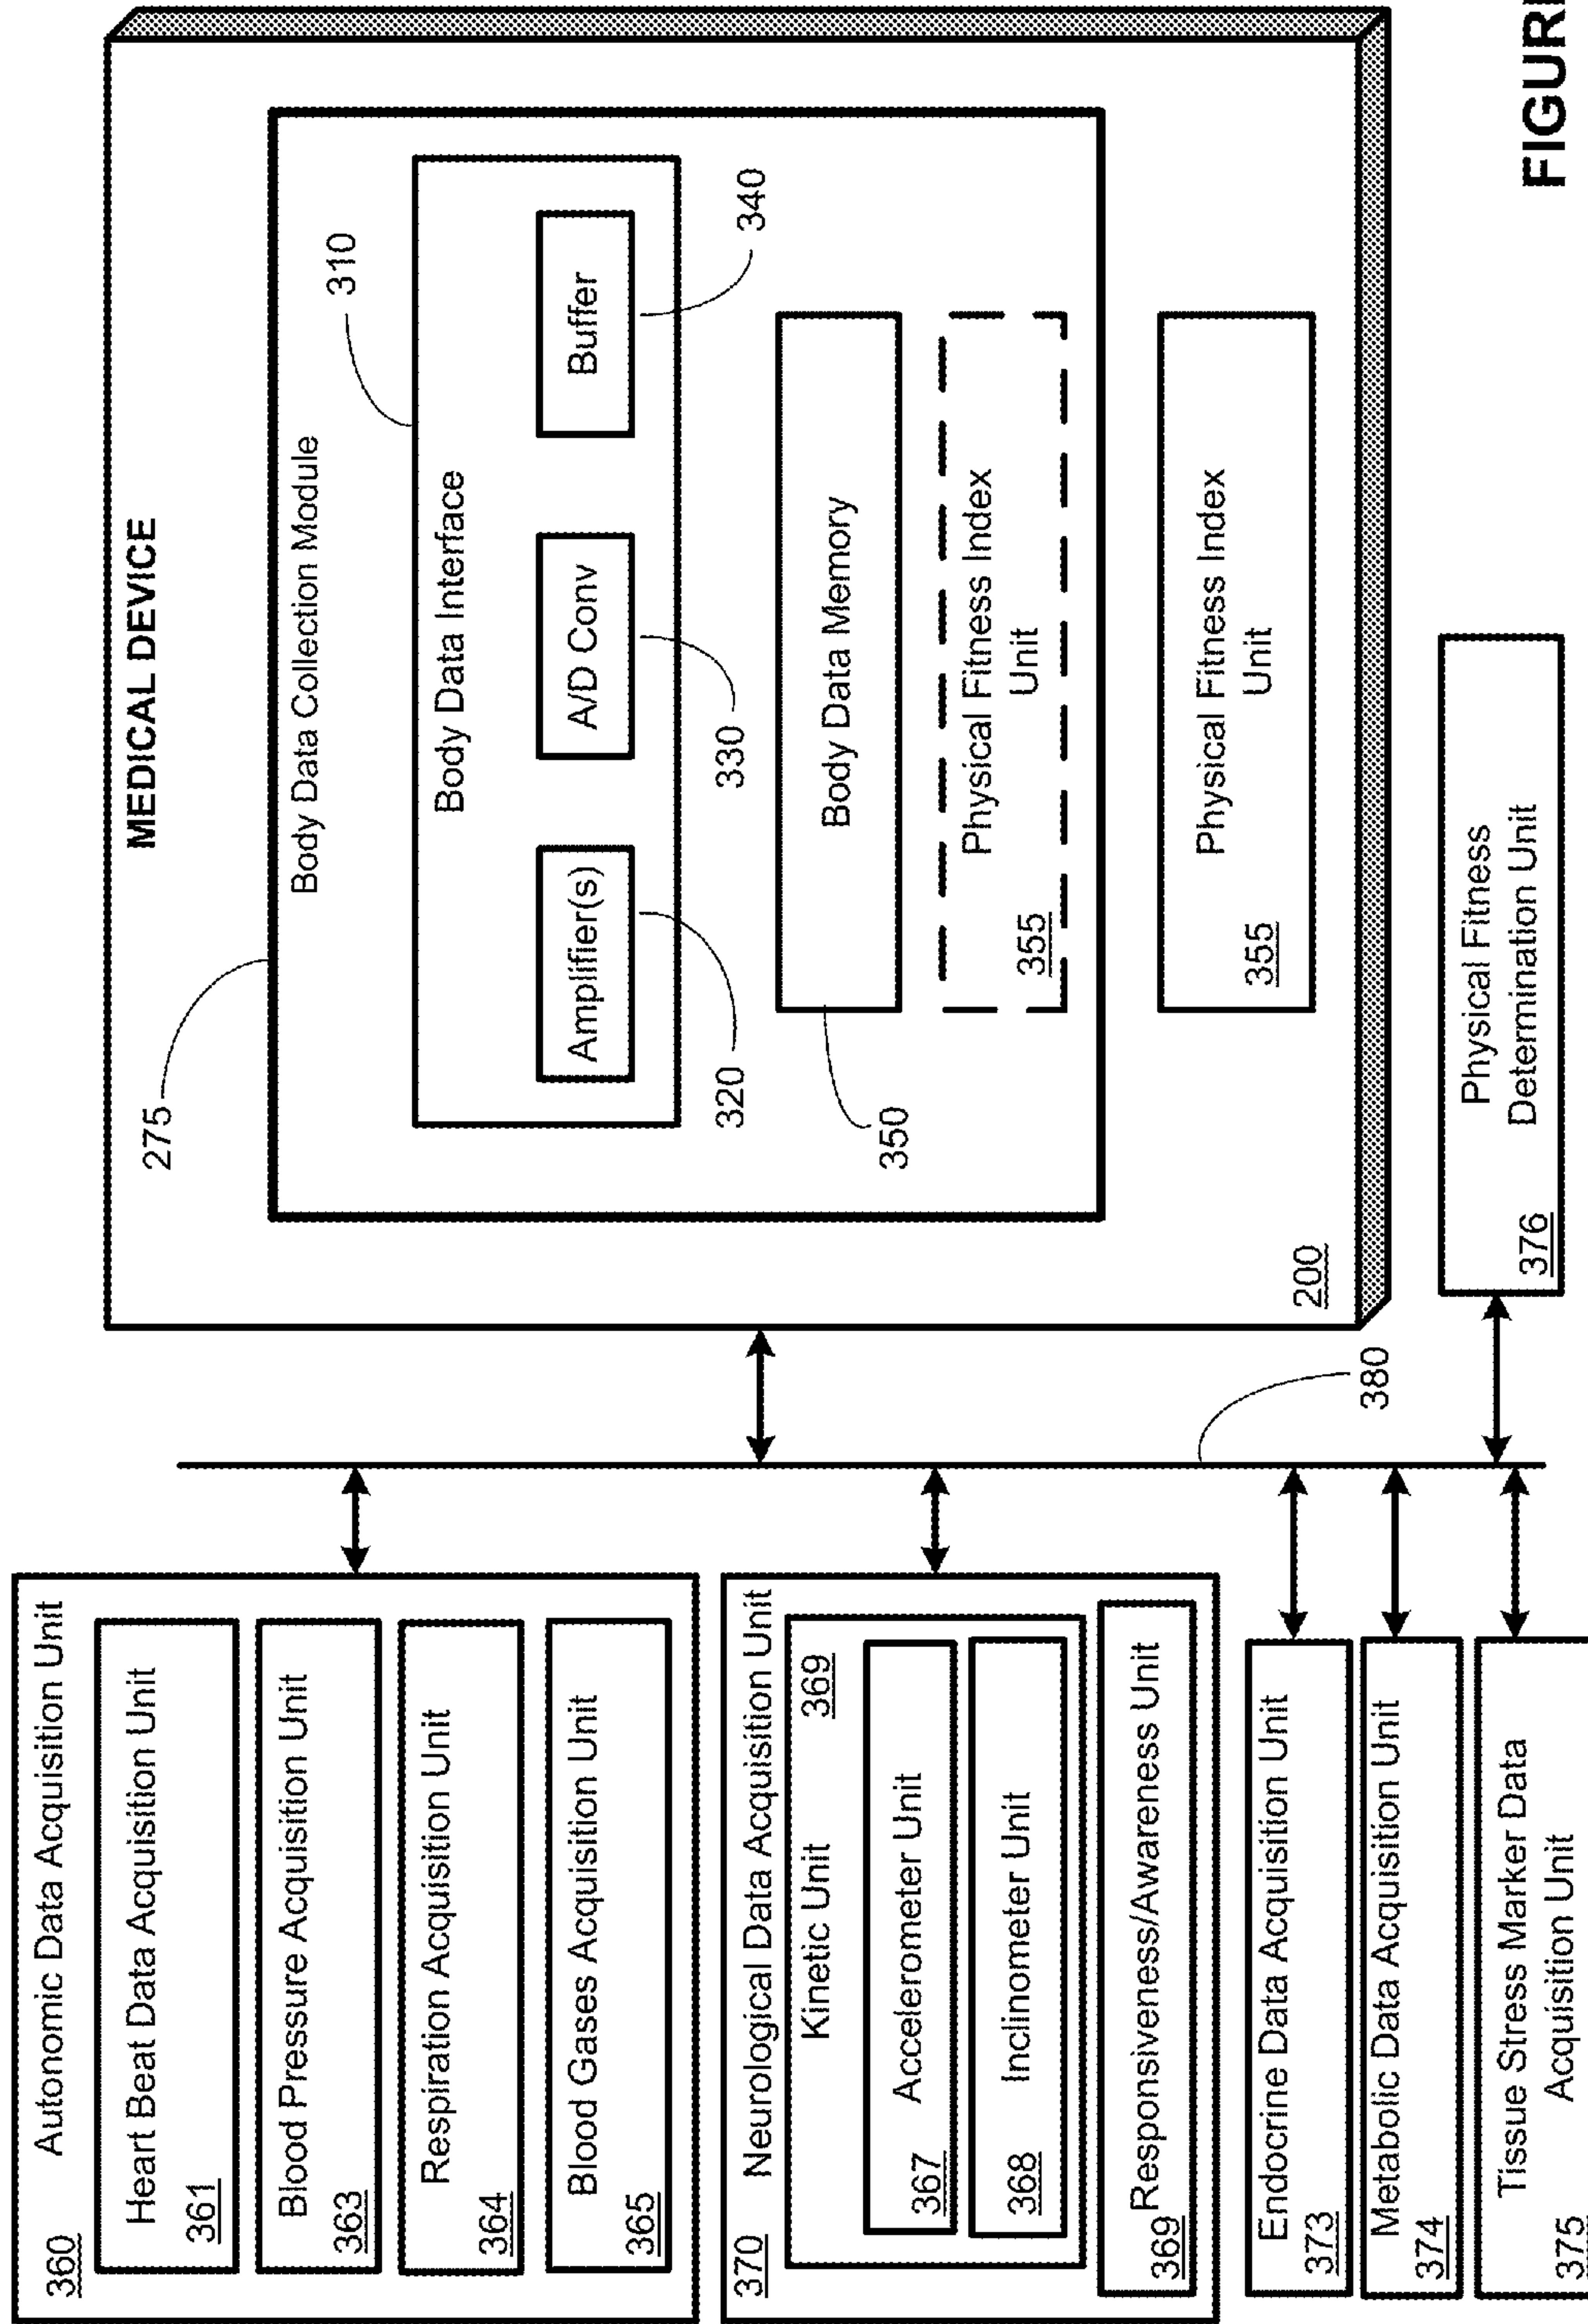 360
Autonomic Data Acquisition Unit
Heart Beat Data Acquisition Unit
361
Blood Pressure Acquisition Unit
363
Respiration Acquisition Unit
364
Blood Gases Acquisition Unit
365
370
Neurological Data Acquisition Unit
Kinetic Unit
369
Accelerometer Unit
367
Inclinometer Unit
368
Responsiveness/Awareness Unit
369
Endocrine Data Acquisition Unit
373
Metabolic Data Acquisition Unit
374
Tissue Stress Marker Data
Acquisition Unit
375
380
MEDICAL DEVICE
275
Body Data Collection Module
310
Body Data Interface
Amplifier(s)
A/D Conv
Buffer
320
330
340
Body Data Memory
350
Physical Fitness Index
Unit
355
Physical Fitness Index
Unit
355
200
Physical Fitness
Determination Unit
376